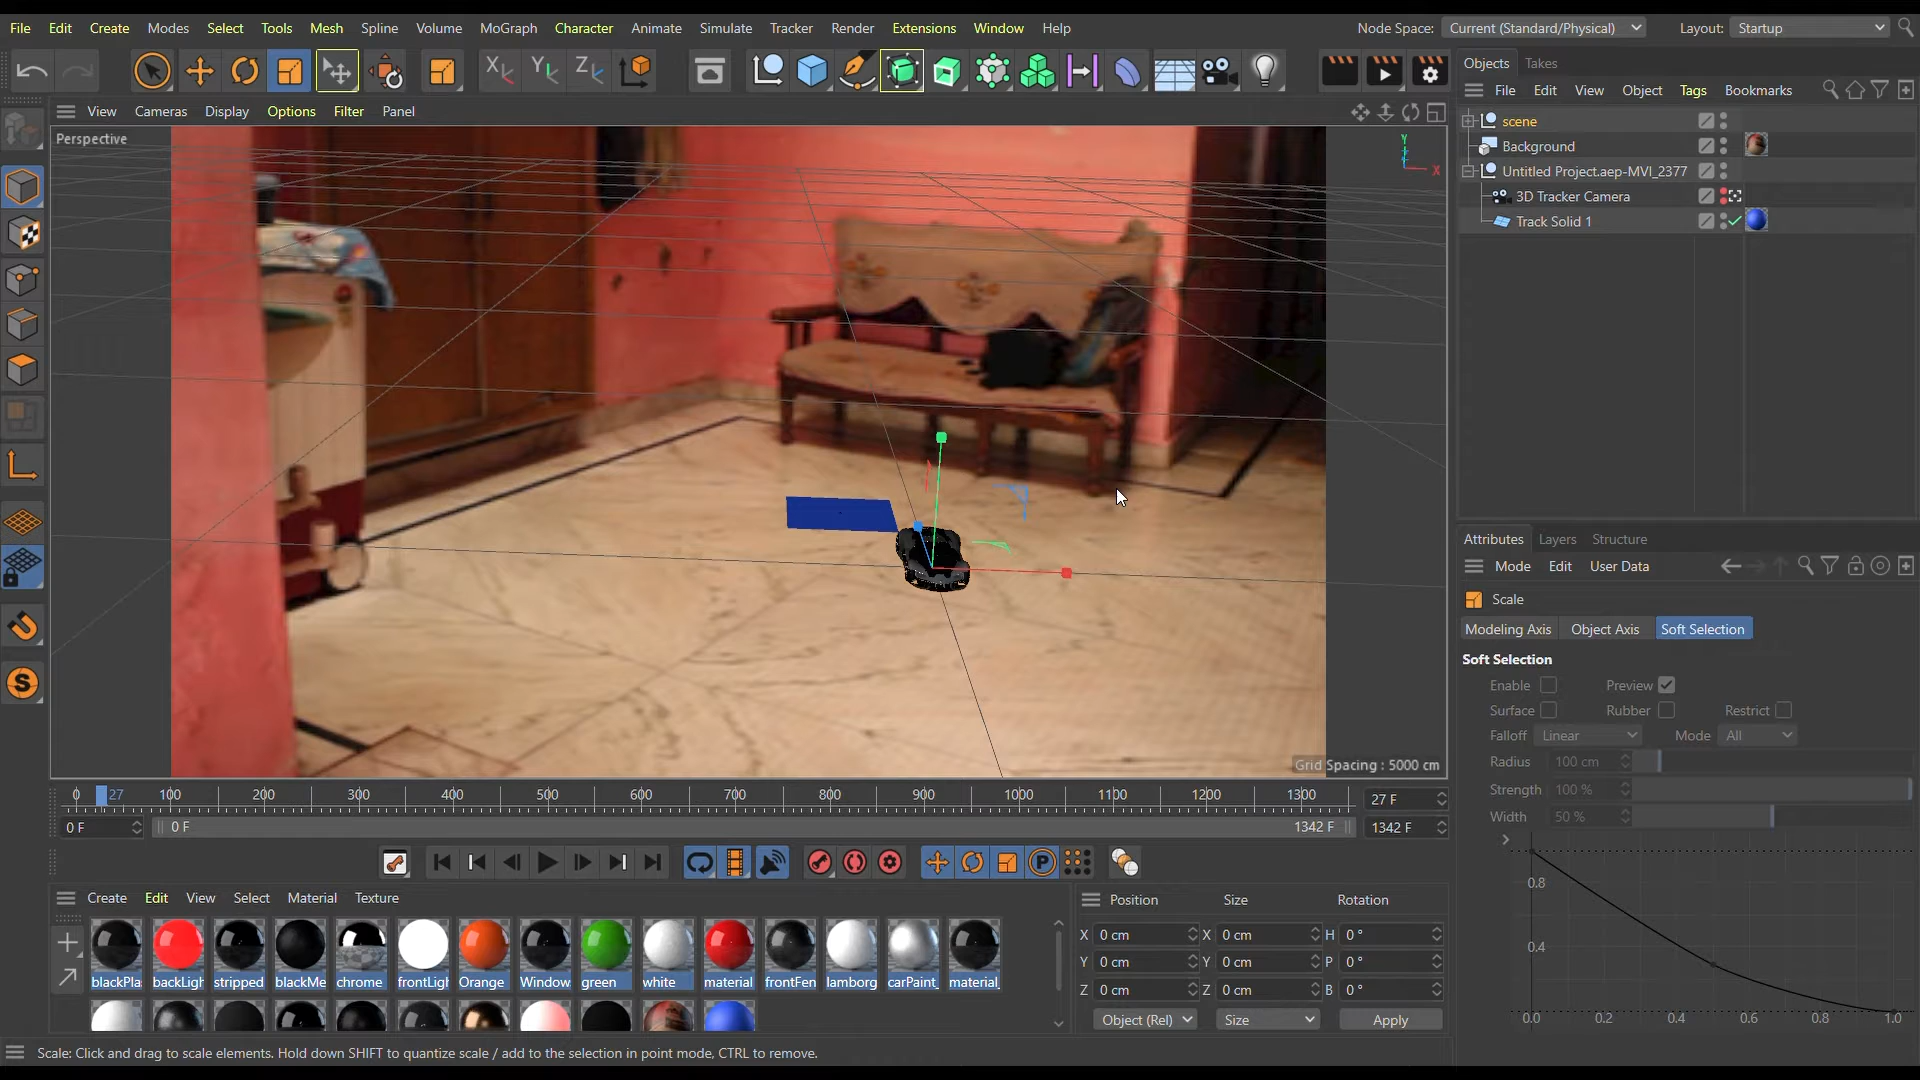 File Edit Create Modes Select Tools Mesh Spline Volume MoGraph Character Animate Simulate Tracker Render Extensions Window Help Node Space: Current (Standard/Physical) Layout: Startup
X Y Z
Objects Takes
File Edit View Object Tags Bookmarks
View Cameras Display Options Filter Panel
Perspective
Y
X
scene
Background
Untitled Project.aep-MVI_2377
3D Tracker Camera
Track Solid 1
Attributes Layers Structure
Mode Edit User Data
Scale
Modeling Axis Object Axis Soft Selection
Soft Selection
Enable Preview
Surface Rubber Restrict
Falloff Linear Mode All
Radius 100 cm
Strength 100 %
Width 50 %
0.8
0.4
0.0 0.2 0.4 0.6 0.8 1.0
Grid Spacing : 5000 cm
0 27 100 200 300 400 500 600 700 800 900 1000 1100 1200 1300 27 F
0 F 0 F 1342 F 1342 F
P
S
Create Edit View Select Material Texture
blackPla backLigh stripped blackMe chrome frontLigh Orange Window green white material frontFen lamborg carPaint_ material_
Position Size Rotation
X 0 cm X 0 cm H 0 °
Y 0 cm Y 0 cm P 0 °
Z 0 cm Z 0 cm B 0 °
Object (Rel) Size Apply
Scale: Click and drag to scale elements. Hold down SHIFT to quantize scale / add to the selection in point mode, CTRL to remove.